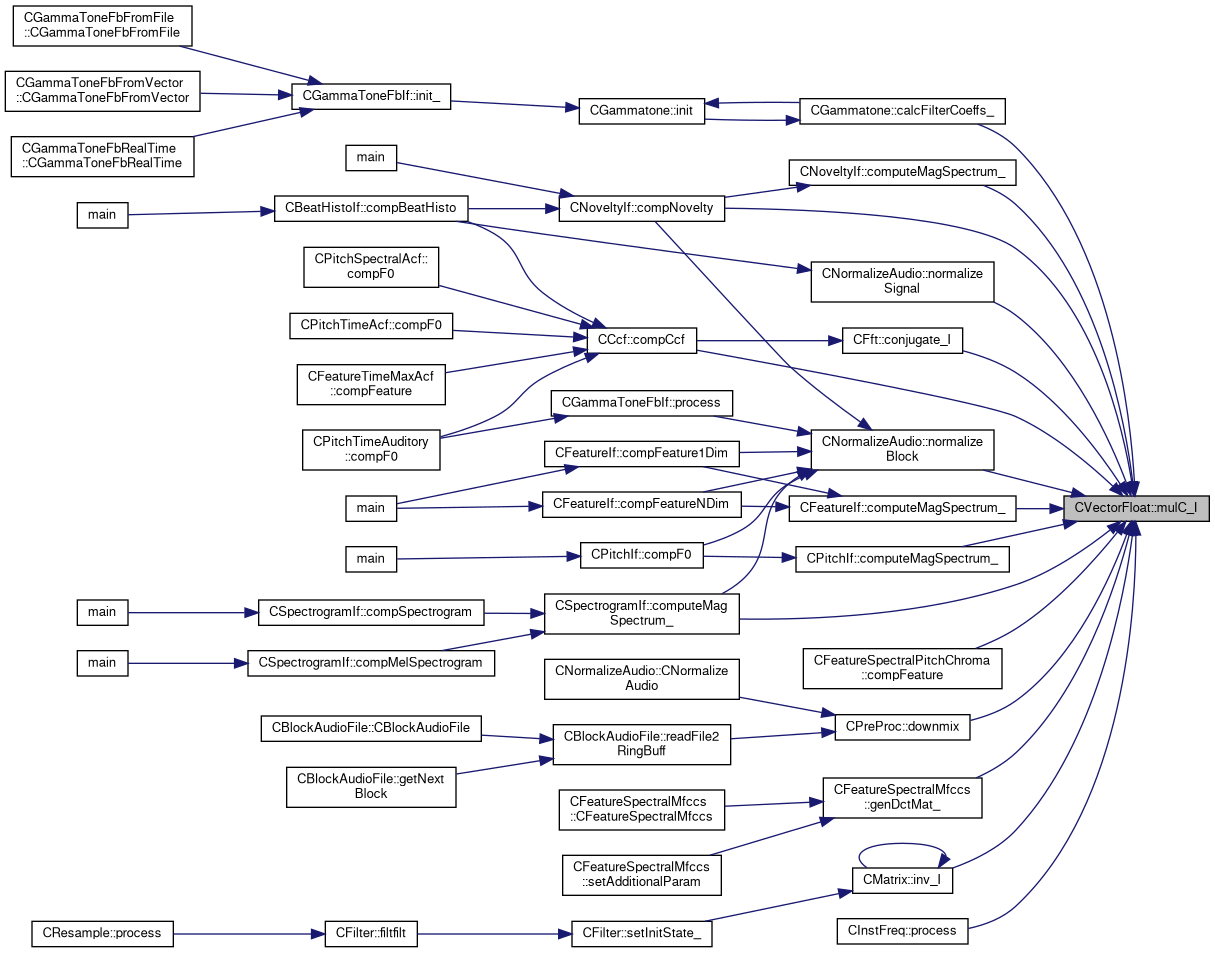 CGammaToneFbFromFile
::CGammaToneFbFromFile
CGammaToneFbFromVector
::CGammaToneFbFromVector
CGammaToneFbIf::init_
CGammatone::init
CGammatone::calcFilterCoeffs_
CGammaToneFbRealTime
::CGammaToneFbRealTime
main
CNoveltyIf::computeMagSpectrum_
main
CBeatHistoIf::compBeatHisto
CNoveltyIf::compNovelty
CPitchSpectralAcf::
compF0
CNormalizeAudio::normalize
Signal
CPitchTimeAcf::compF0
CCcf::compCcf
CFft::conjugate_I
CFeatureTimeMaxAcf
::compFeature
CGammaToneFbIf::process
CPitchTimeAuditory
::compF0
CNormalizeAudio::normalize
Block
CFeatureIf::compFeature1Dim
main
CFeatureIf::compFeatureNDim
CFeatureIf::computeMagSpectrum_
CVectorFloat::mulC_I
main
CPitchIf::compF0
CPitchIf::computeMagSpectrum_
main
CSpectrogramIf::compSpectrogram
CSpectrogramIf::computeMag
Spectrum_
main
CSpectrogramIf::compMelSpectrogram
CFeatureSpectralPitchChroma
::compFeature
CNormalizeAudio::CNormalize
Audio
CBlockAudioFile::CBlockAudioFile
CBlockAudioFile::readFile2
RingBuff
CPreProc::downmix
CBlockAudioFile::getNext
Block
CFeatureSpectralMfccs
::CFeatureSpectralMfccs
CFeatureSpectralMfccs
::genDctMat_
CFeatureSpectralMfccs
::setAdditionalParam
CMatrix::inv_I
CResample::process
CFilter::filtfilt
CFilter::setInitState_
CInstFreq::process